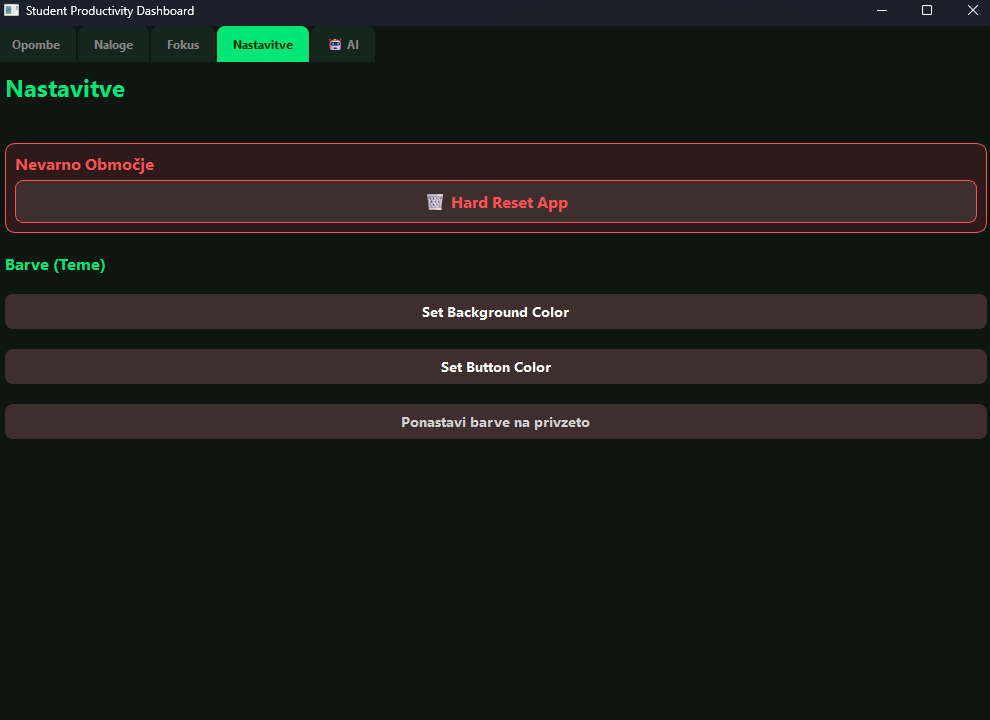 Student Productivity Dashboard
Opombe Naloge Fokus Nastavitve AI
Nastavitve
Nevarno Območje
Hard Reset App
Barve (Teme)
Set Background Color
Set Button Color
Ponastavi barve na privzeto